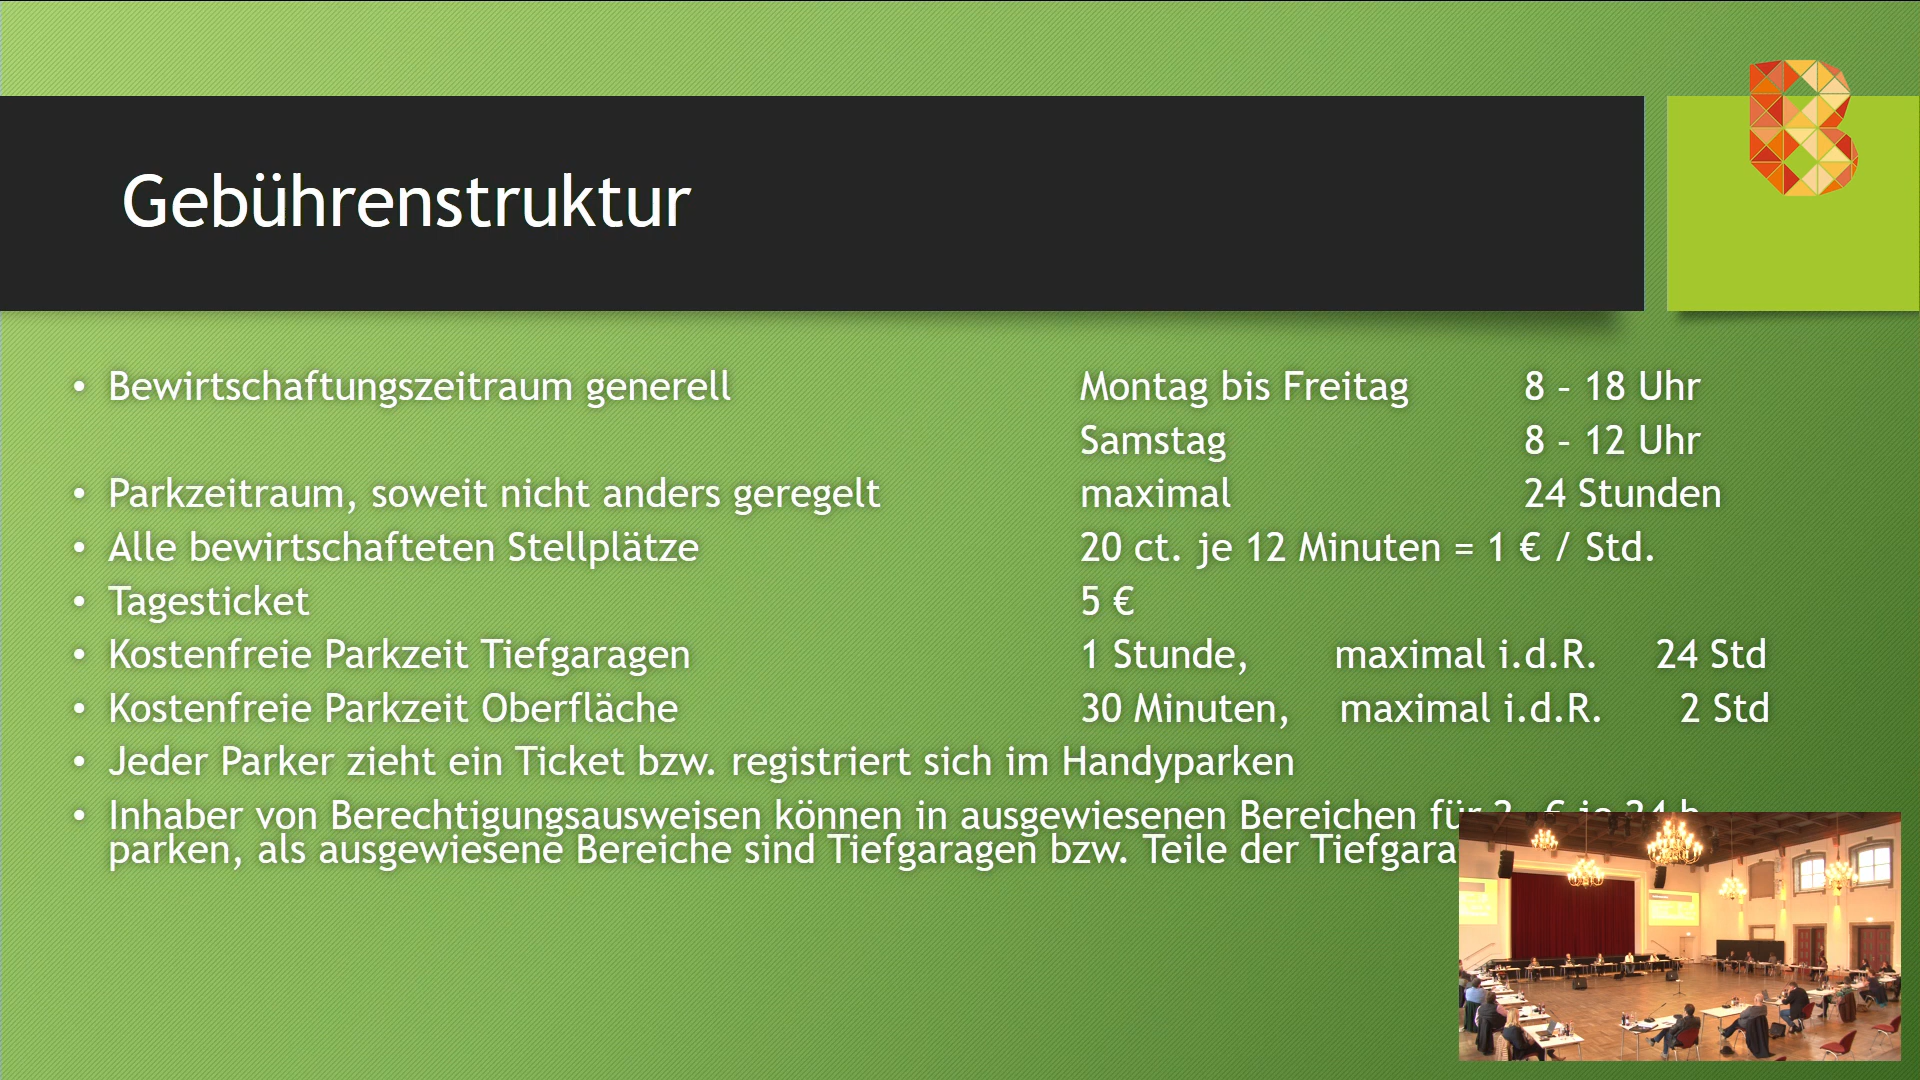 Gebührenstruktur
• Bewirtschaftungszeitraum generell Montag bis Freitag 8 – 18 Uhr
Samstag 8 – 12 Uhr
• Parkzeitraum, soweit nicht anders geregelt maximal 24 Stunden
• Alle bewirtschafteten Stellplätze 20 ct. je 12 Minuten = 1 € / Std.
• Tagesticket 5 €
• Kostenfreie Parkzeit Tiefgaragen 1 Stunde, maximal i.d.R. 24 Std
• Kostenfreie Parkzeit Oberfläche 30 Minuten, maximal i.d.R. 2 Std
• Jeder Parker zieht ein Ticket bzw. registriert sich im Handyparken
• Inhaber von Berechtigungsausweisen können in ausgewiesenen Bereichen für
parken, als ausgewiesene Bereiche sind Tiefgaragen bzw. Teile der